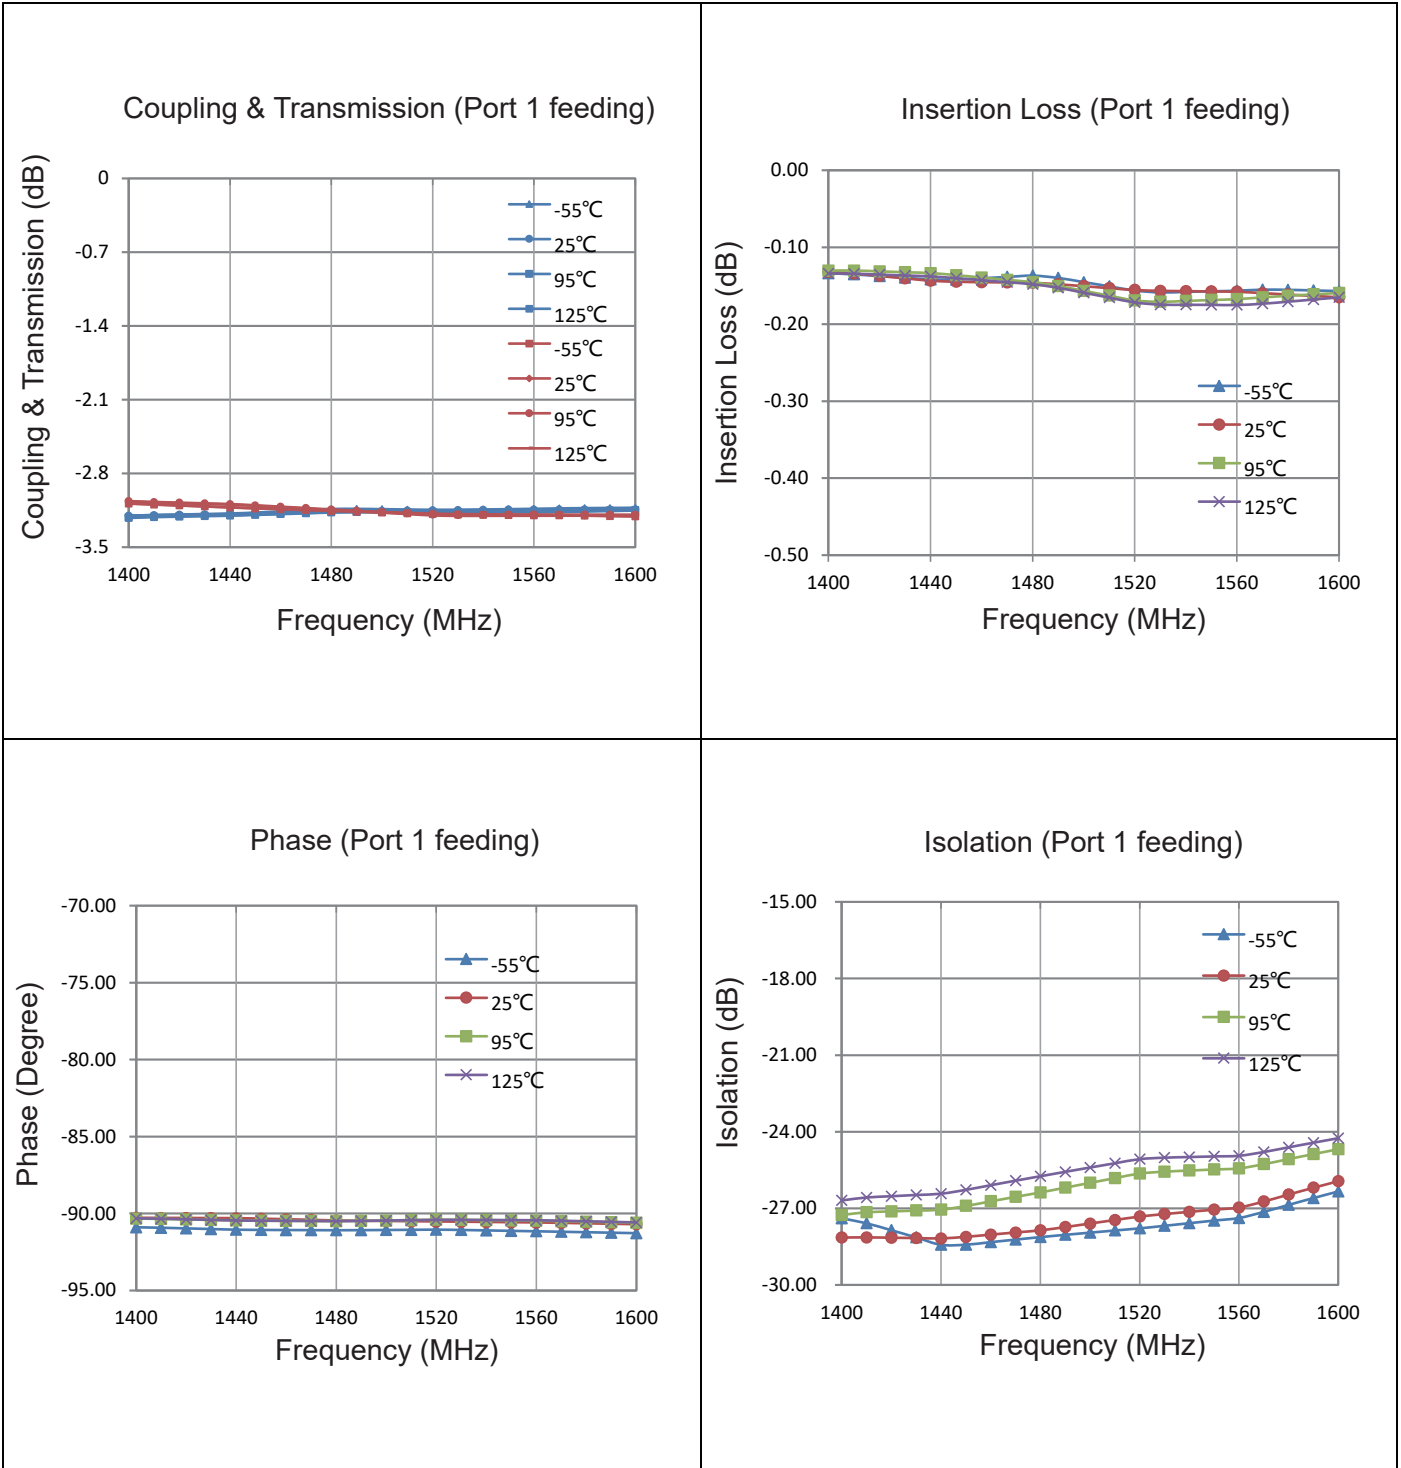 Coupling & Transmission (Port 1 feeding)
Coupling & Transmission (dB)
0
-0.7
-1.4
-2.1
-2.8
-3.5
-55℃
25℃
95℃
125℃
-55℃
25℃
95℃
125℃
1400 1440 1480 1520 1560 1600
Frequency (MHz)
Insertion Loss (Port 1 feeding)
Insertion Loss (dB)
0.00
-0.10
-0.20
-0.30
-0.40
-0.50
-55℃
25℃
95℃
125℃
1400 1440 1480 1520 1560 1600
Frequency (MHz)
Phase (Port 1 feeding)
Phase (Degree)
-70.00
-75.00
-80.00
-85.00
-90.00
-95.00
-55℃
25℃
95℃
125℃
1400 1440 1480 1520 1560 1600
Frequency (MHz)
Isolation (Port 1 feeding)
Isolation (dB)
-15.00
-18.00
-21.00
-24.00
-27.00
-30.00
-55℃
25℃
95℃
125℃
1400 1440 1480 1520 1560 1600
Frequency (MHz)